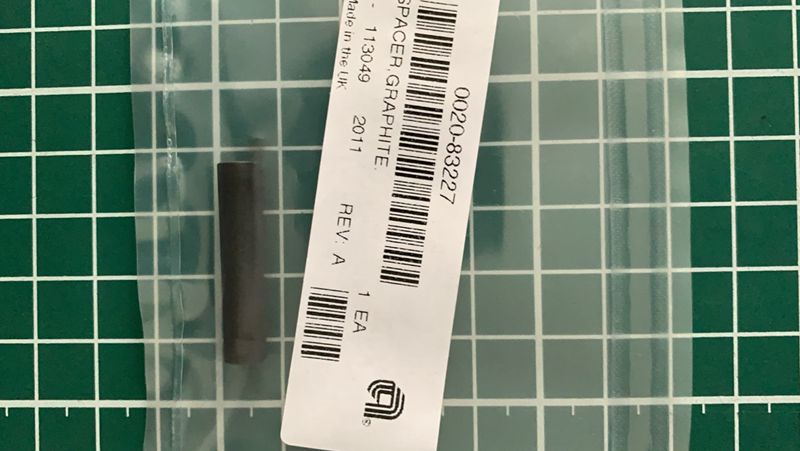 0020-83227
SPACER,GRAPHITE.
- 113049 2011 REV: A 1 EA
Made in the UK
®